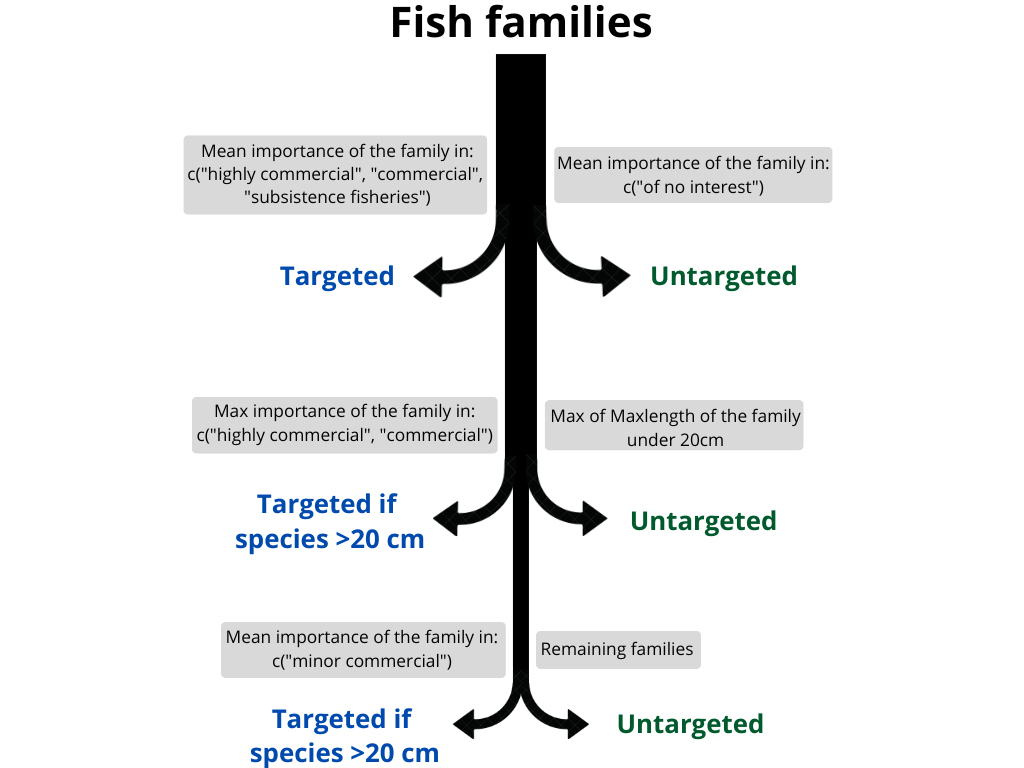 Fish families
Mean importance of the family in:
c("highly commercial", "commercial",
"subsistence fisheries")
Mean importance of the family in:
c("of no interest")
Targeted
Untargeted
Max importance of the family in:
c("highly commercial", "commercial")
Max of Maxlength of the family
under 20cm
Targeted if
species >20 cm
Untargeted
Mean importance of the family in:
c("minor commercial")
Remaining families
Targeted if
species >20 cm
Untargeted